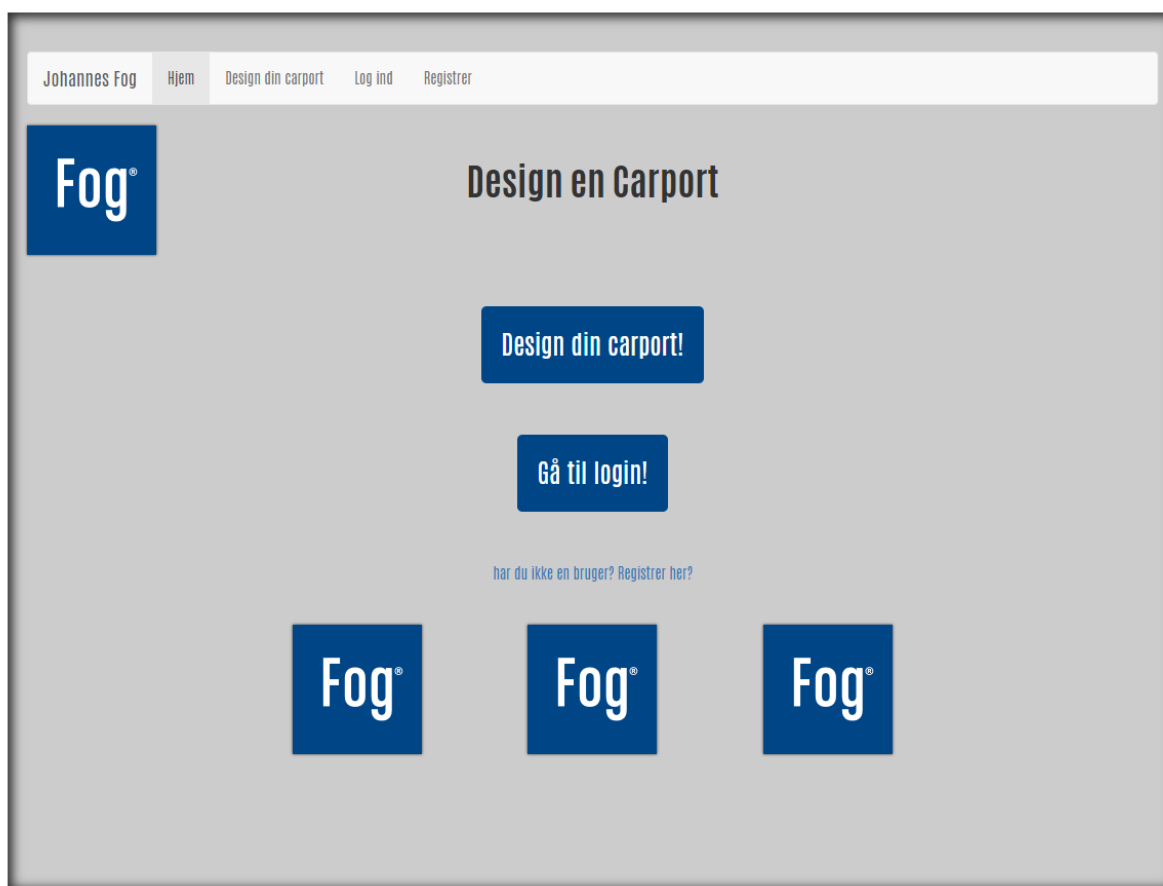 Johannes Fog Hjem Design din carport Log ind Registrer
Fog®
Design en Carport
Design din carport!
Gå til login!
har du ikke en bruger? Registrer her?
Fog® Fog® Fog®